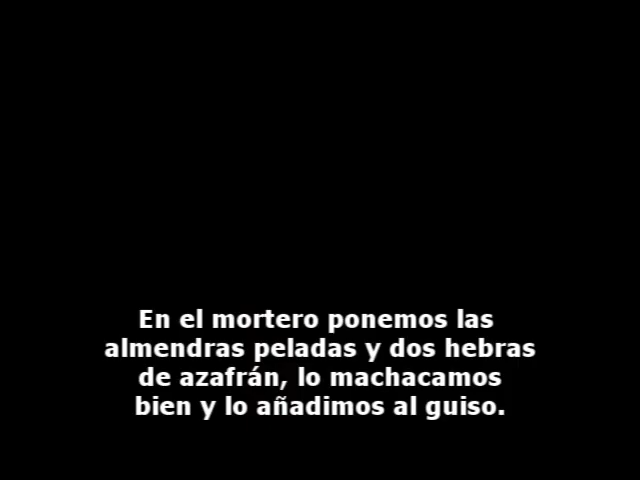 En el mortero ponemos las
almendras peladas y dos hebras
de azafrán, lo machacamos
bien y lo añadimos al guiso.